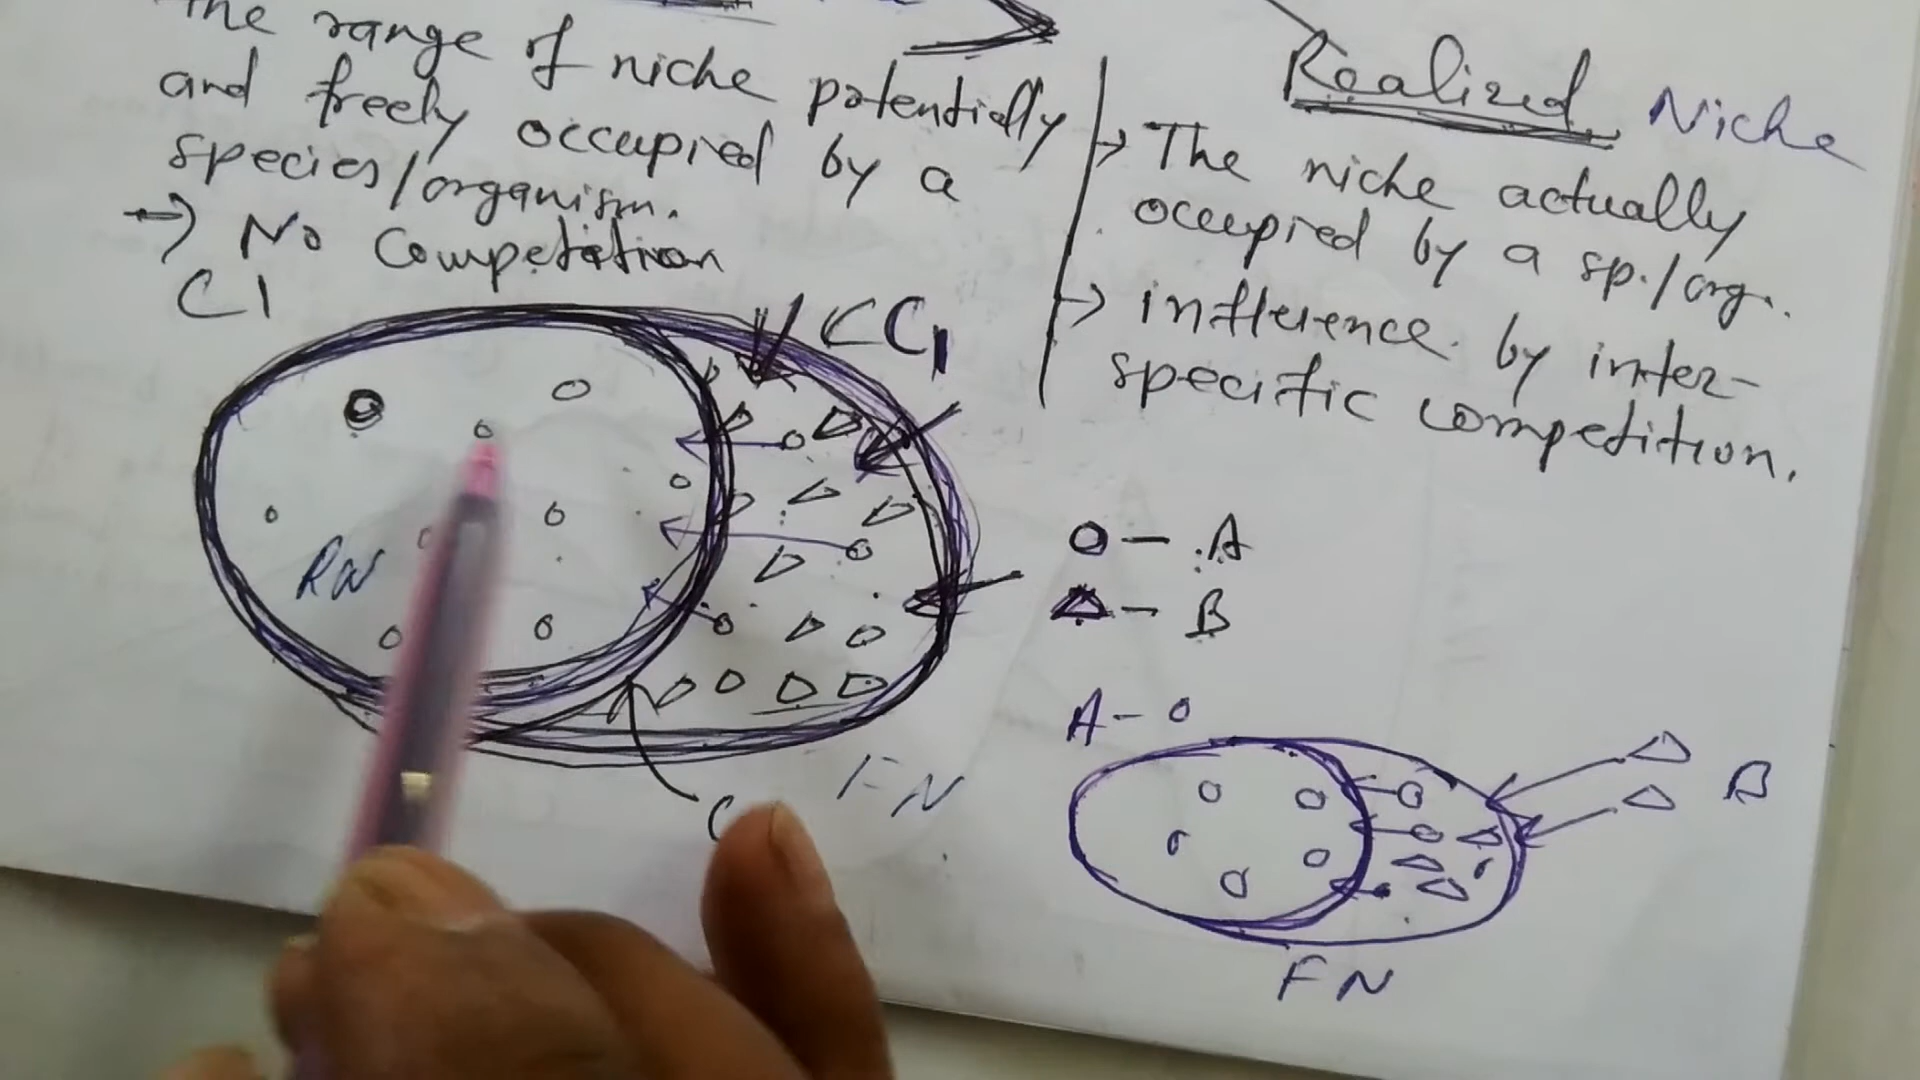 The range of niche potentially
and freely occupied by a
species/organism.
→ No Competition
C1
CC1
RN
FN
Realized Niche
→ The niche actually
occupied by a sp./org.
→ interference by inter-
specific competition.
O - A
△ - B
A - O
B
FN